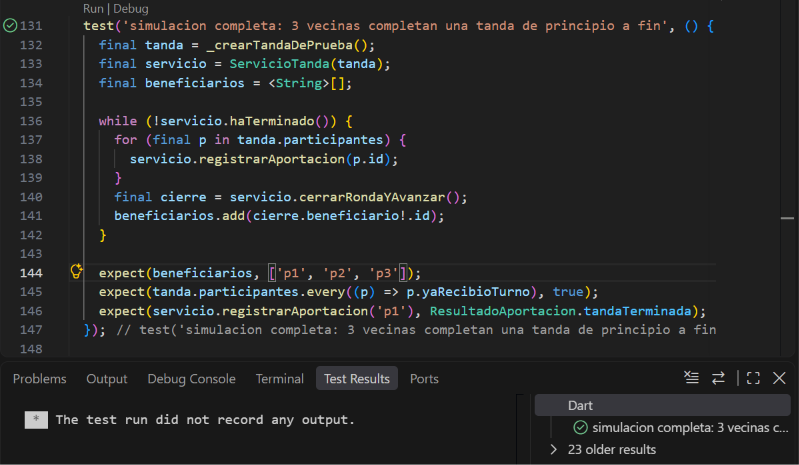 Run | Debug
131 test('simulacion completa: 3 vecinas completan una tanda de principio a fin', () {
132 final tanda = _crearTandaDePrueba();
133 final servicio = ServicioTanda(tanda);
134 final beneficiarios = <String>[];
135
136 while (!servicio.haTerminado()) {
137 for (final p in tanda.participantes) {
138 servicio.registrarAportacion(p.id);
139 }
140 final cierre = servicio.cerrarRondaYAvanzar();
141 beneficiarios.add(cierre.beneficiario!.id);
142 }
143
144 expect(beneficiarios, ['p1', 'p2', 'p3']);
145 expect(tanda.participantes.every((p) => p.yaRecibioTurno), true);
146 expect(servicio.registrarAportacion('p1'), ResultadoAportacion.tandaTerminada);
147 }); // test('simulacion completa: 3 vecinas completan una tanda de principio a fin
148
Problems Output Debug Console Terminal Test Results Ports
* The test run did not record any output.
Dart
simulacion completa: 3 vecinas c...
23 older results